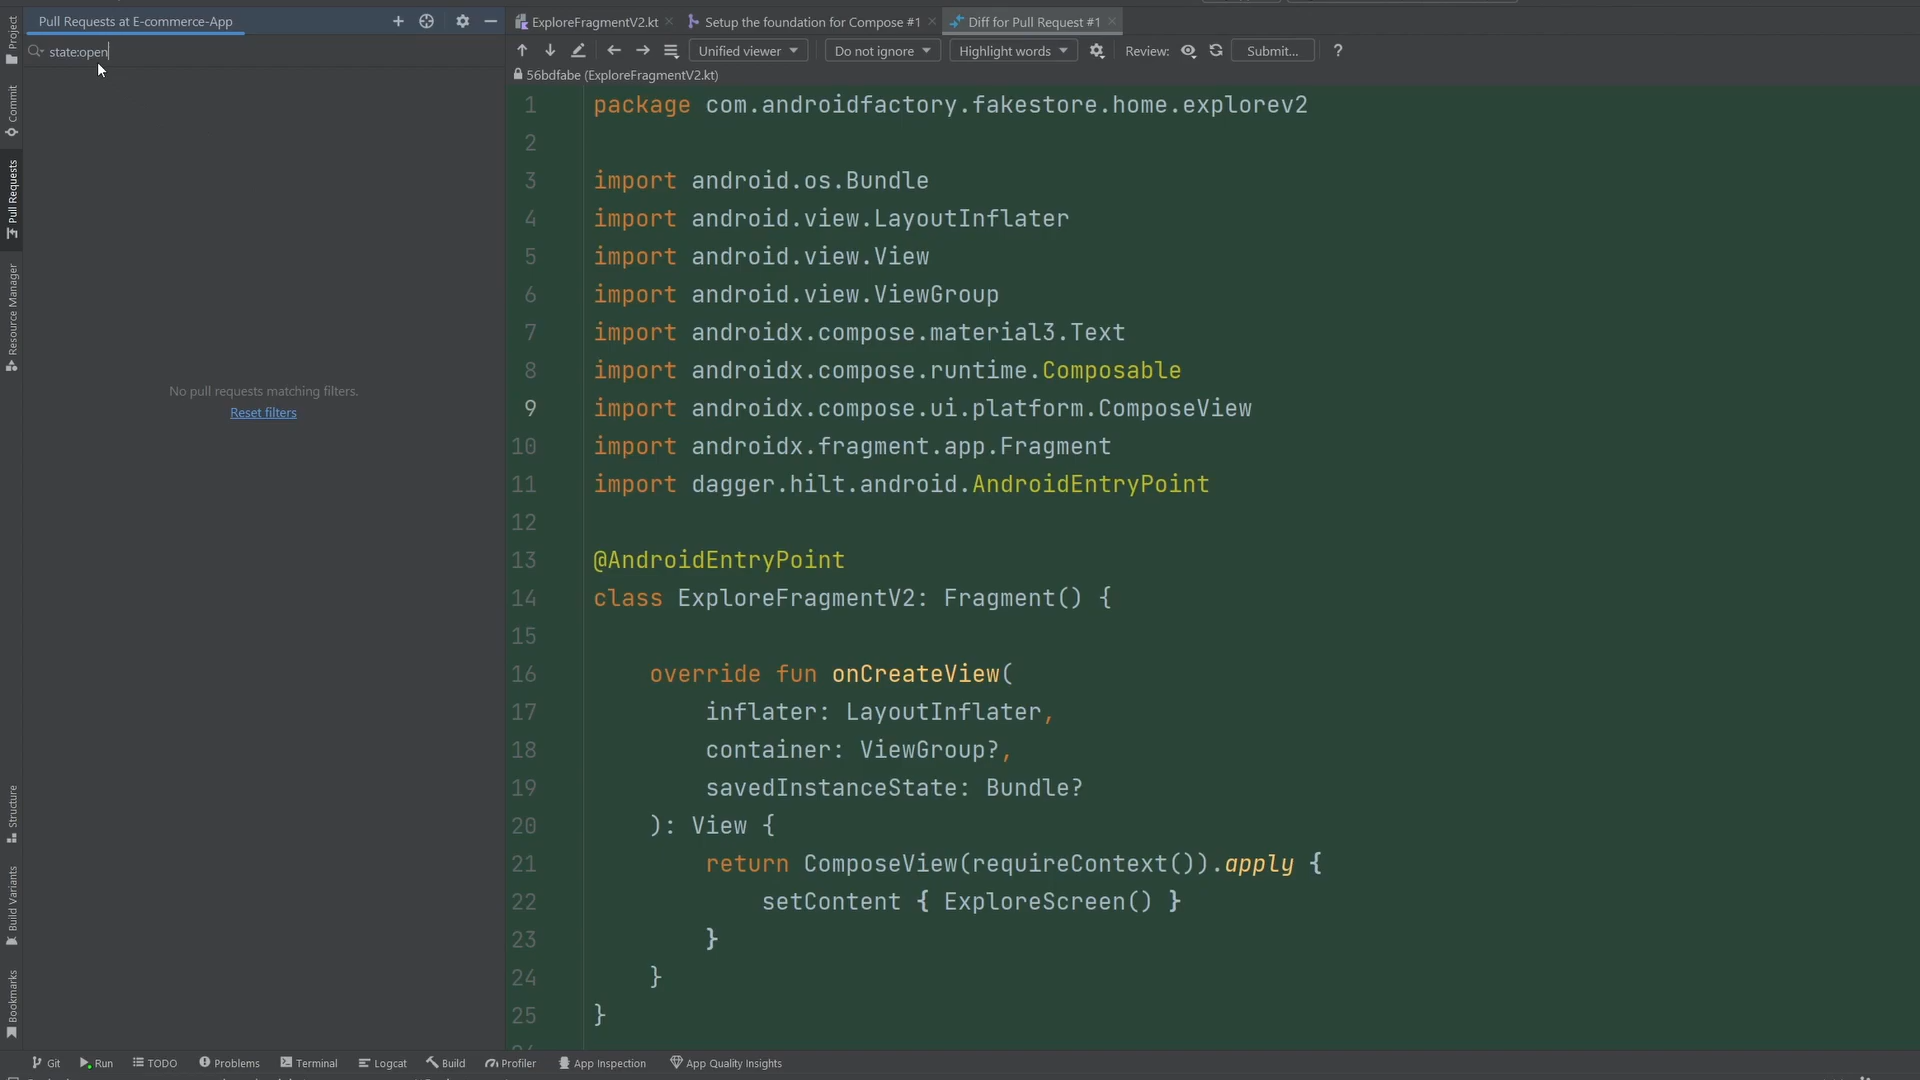 Pull Requests at E-commerce-App
state:open
No pull requests matching filters.
Reset filters
Project
Commit
Pull Requests
Resource Manager
Structure
Build Variants
Bookmarks
ExploreFragmentV2.kt
Setup the foundation for Compose #1
Diff for Pull Request #1
Unified viewer
Do not ignore
Highlight words
Review:
Submit...
?
56bdfabe (ExploreFragmentV2.kt)
1 package com.androidfactory.fakestore.home.explorev2
2
3 import android.os.Bundle
4 import android.view.LayoutInflater
5 import android.view.View
6 import android.view.ViewGroup
7 import androidx.compose.material3.Text
8 import androidx.compose.runtime.Composable
9 import androidx.compose.ui.platform.ComposeView
10 import androidx.fragment.app.Fragment
11 import dagger.hilt.android.AndroidEntryPoint
12
13 @AndroidEntryPoint
14 class ExploreFragmentV2: Fragment() {
15
16 override fun onCreateView(
17 inflater: LayoutInflater,
18 container: ViewGroup?,
19 savedInstanceState: Bundle?
20 ): View {
21 return ComposeView(requireContext()).apply {
22 setContent { ExploreScreen() }
23 }
24 }
25 }
Git
Run
TODO
Problems
Terminal
Logcat
Build
Profiler
App Inspection
App Quality Insights